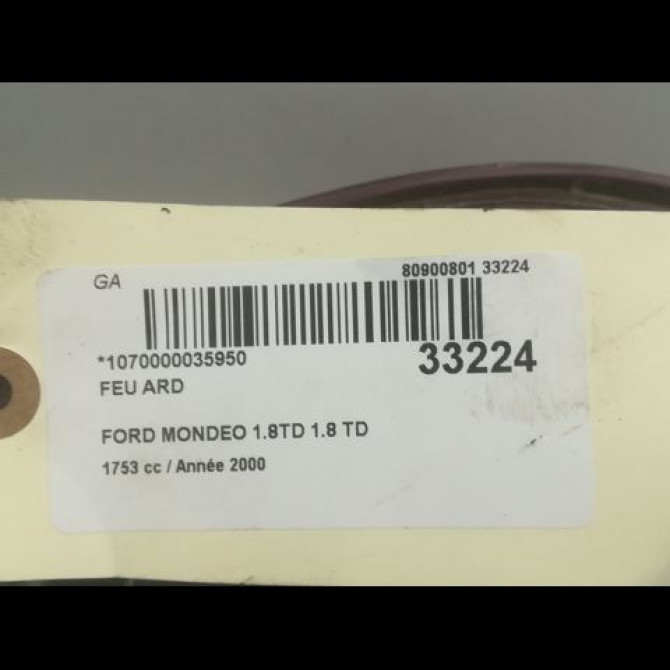 GA
80900801 33224
*1070000035950
33224
FEU ARD
FORD MONDEO 1.8TD 1.8 TD
1753 cc / Année 2000